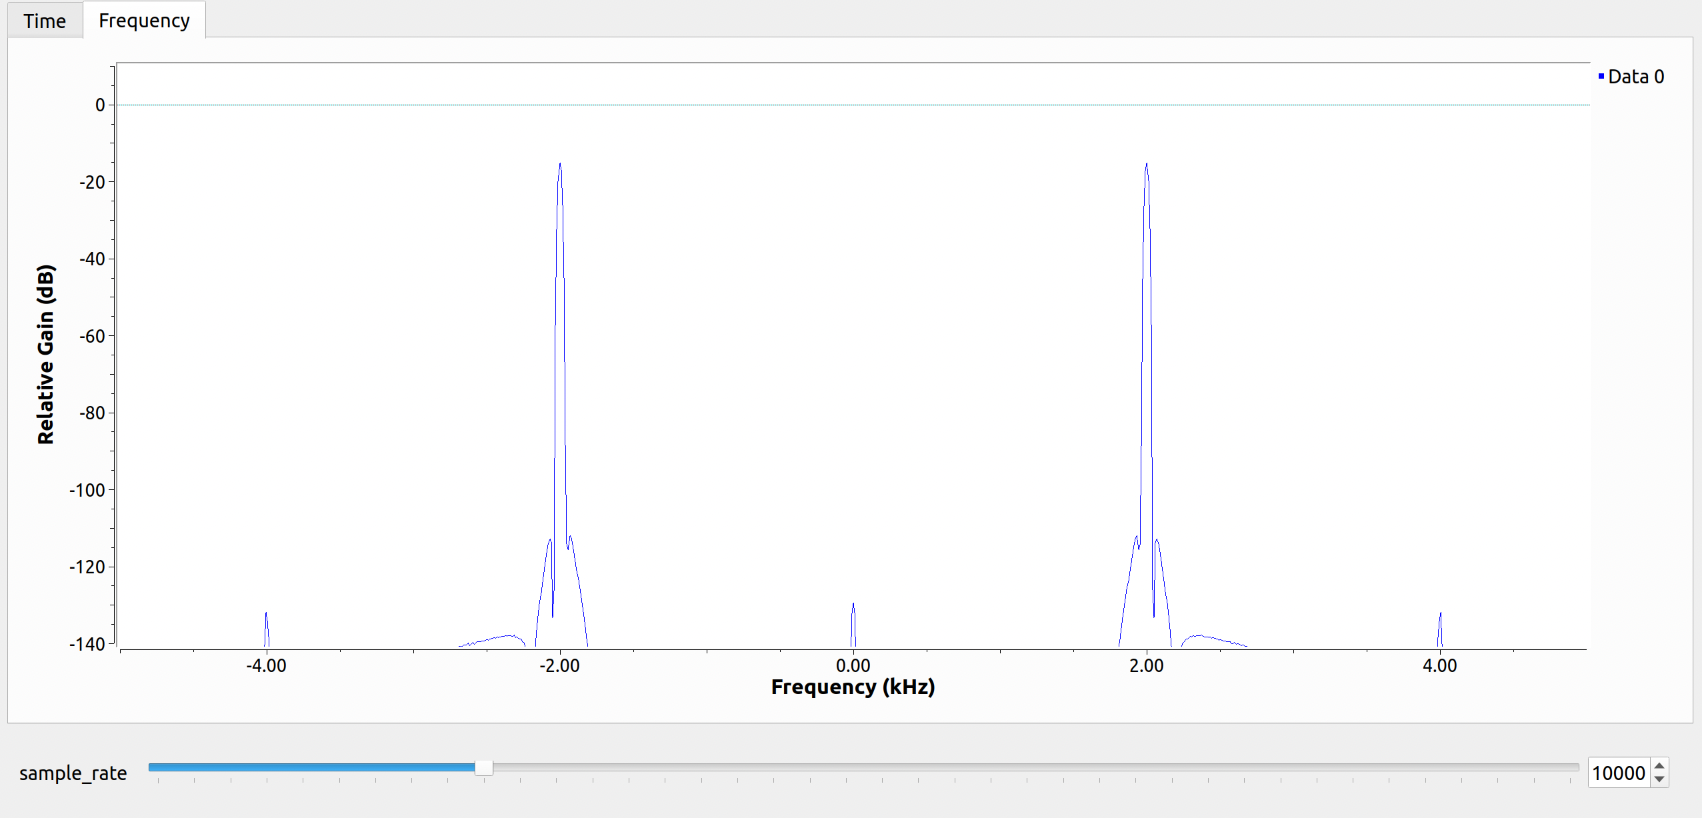 Time
Frequency
Data 0
Relative Gain (dB)
0
-20
-40
-60
-80
-100
-120
-140
-4.00
-2.00
0.00
2.00
4.00
Frequency (kHz)
sample_rate
10000